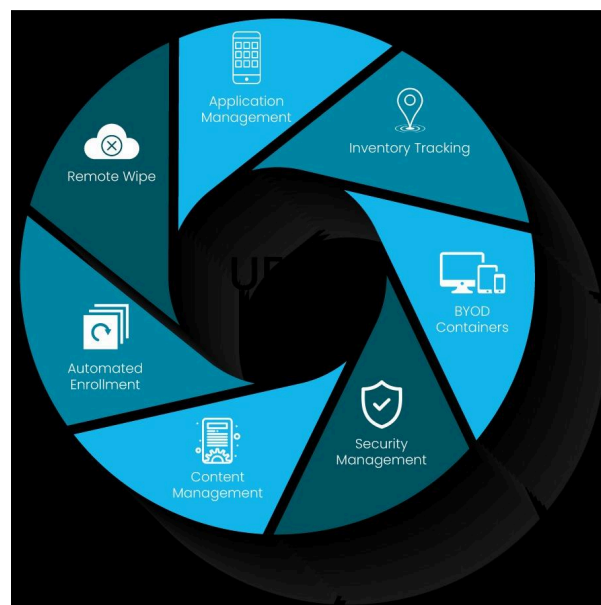 Application
Management
Inventory Tracking
BYOD
Containers
Security
Management
Content
Management
Automated
Enrollment
Remote Wipe